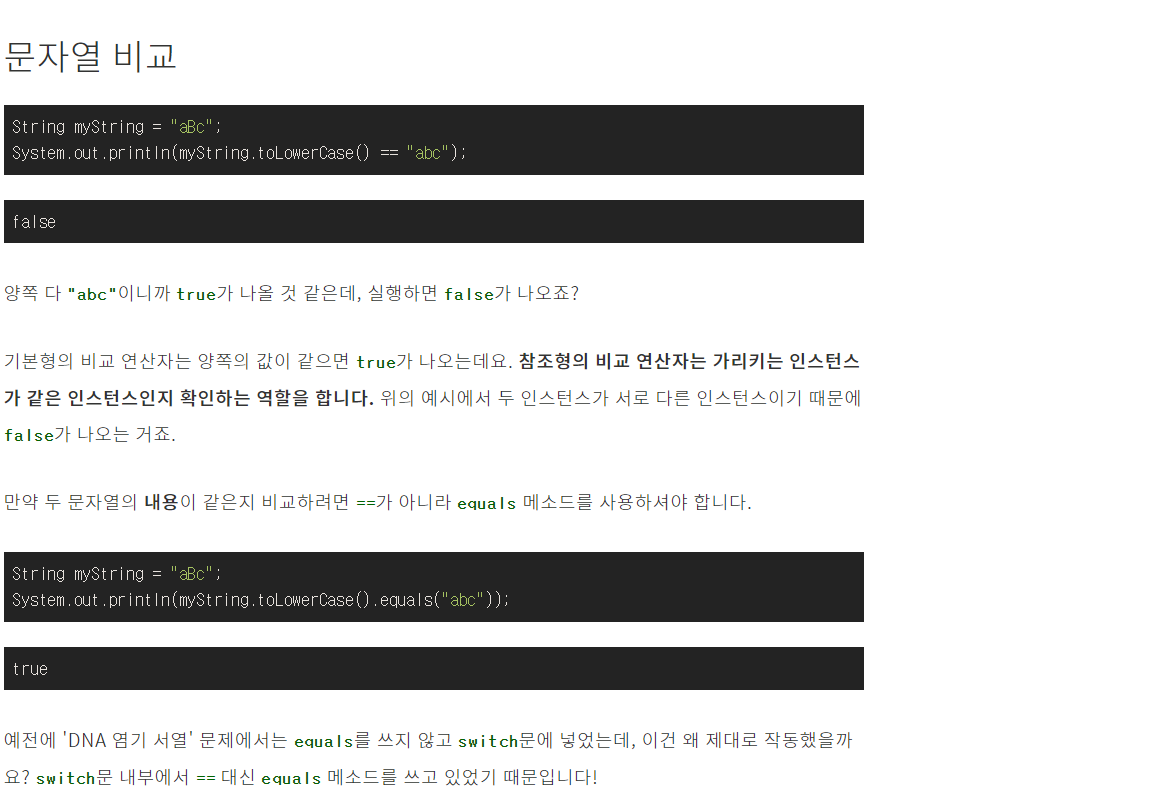 문자열 비교
String myString = "aBc";
System.out.println(myString.toLowerCase() == "abc");
false
양쪽 다 "abc"이니까 true가 나올 것 같은데, 실행하면 false가 나오죠?
기본형의 비교 연산자는 양쪽의 값이 같으면 true가 나오는데요. 참조형의 비교 연산자는 가리키는 인스턴스
가 같은 인스턴스인지 확인하는 역할을 합니다. 위의 예시에서 두 인스턴스가 서로 다른 인스턴스이기 때문에
false가 나오는 거죠.
만약 두 문자열의 내용이 같은지 비교하려면 ==가 아니라 equals 메소드를 사용하셔야 합니다.
String myString = "aBc";
System.out.println(myString.toLowerCase().equals("abc"));
true
예전에 'DNA 염기 서열' 문제에서는 equals를 쓰지 않고 switch문에 넣었는데, 이건 왜 제대로 작동했을까
요? switch문 내부에서 == 대신 equals 메소드를 쓰고 있었기 때문입니다!